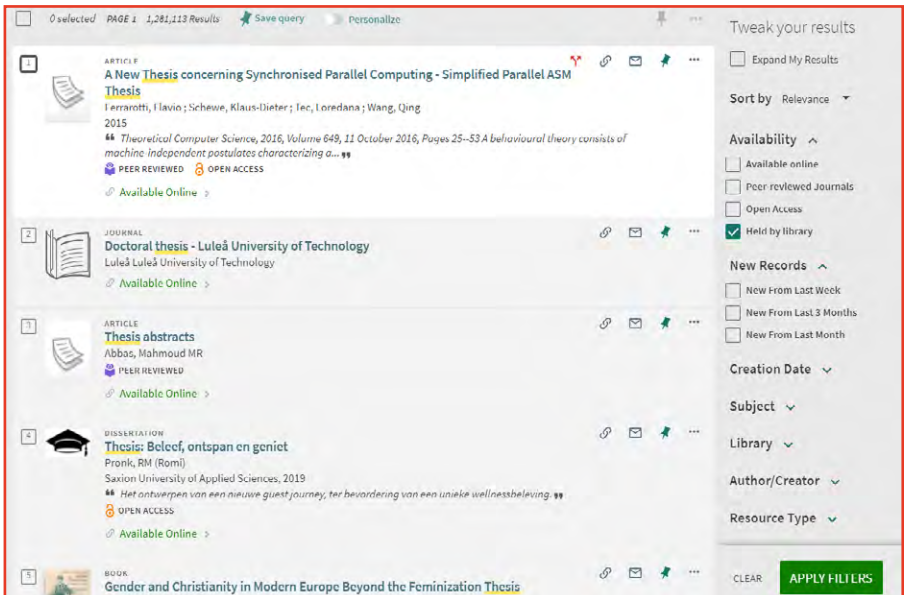 0 selected PAGE 1 1,281,113 Results Save query Personalize
1
ARTICLE
A New Thesis concerning Synchronised Parallel Computing - Simplified Parallel ASM
Thesis
Ferrarotti, Flavio ; Schewe, Klaus-Dieter ; Tec, Loredana ; Wang, Qing
2015
❝ Theoretical Computer Science, 2016, Volume 649, 11 October 2016, Pages 25--53 A behavioural theory consists of
machine-independent postulates characterizing a... ❞
PEER REVIEWED OPEN ACCESS
Available Online >
2
JOURNAL
Doctoral thesis - Luleå University of Technology
Luleå Luleå University of Technology
Available Online >
3
ARTICLE
Thesis abstracts
Abbas, Mahmoud MR
PEER REVIEWED
Available Online >
4
DISSERTATION
Thesis: Beleef, ontspan en geniet
Pronk, RM (Romi)
Saxion University of Applied Sciences, 2019
❝ Het ontwerpen van een nieuwe guest journey, ter bevordering van een unieke wellnessbeleving. ❞
OPEN ACCESS
Available Online >
5
BOOK
Gender and Christianity in Modern Europe Beyond the Feminization Thesis
Tweak your results
Expand My Results
Sort by Relevance
Availability
Available online
Peer reviewed Journals
Open Access
Held by library
New Records
New From Last Week
New From Last 3 Months
New From Last Month
Creation Date
Subject
Library
Author/Creator
Resource Type
CLEAR APPLY FILTERS